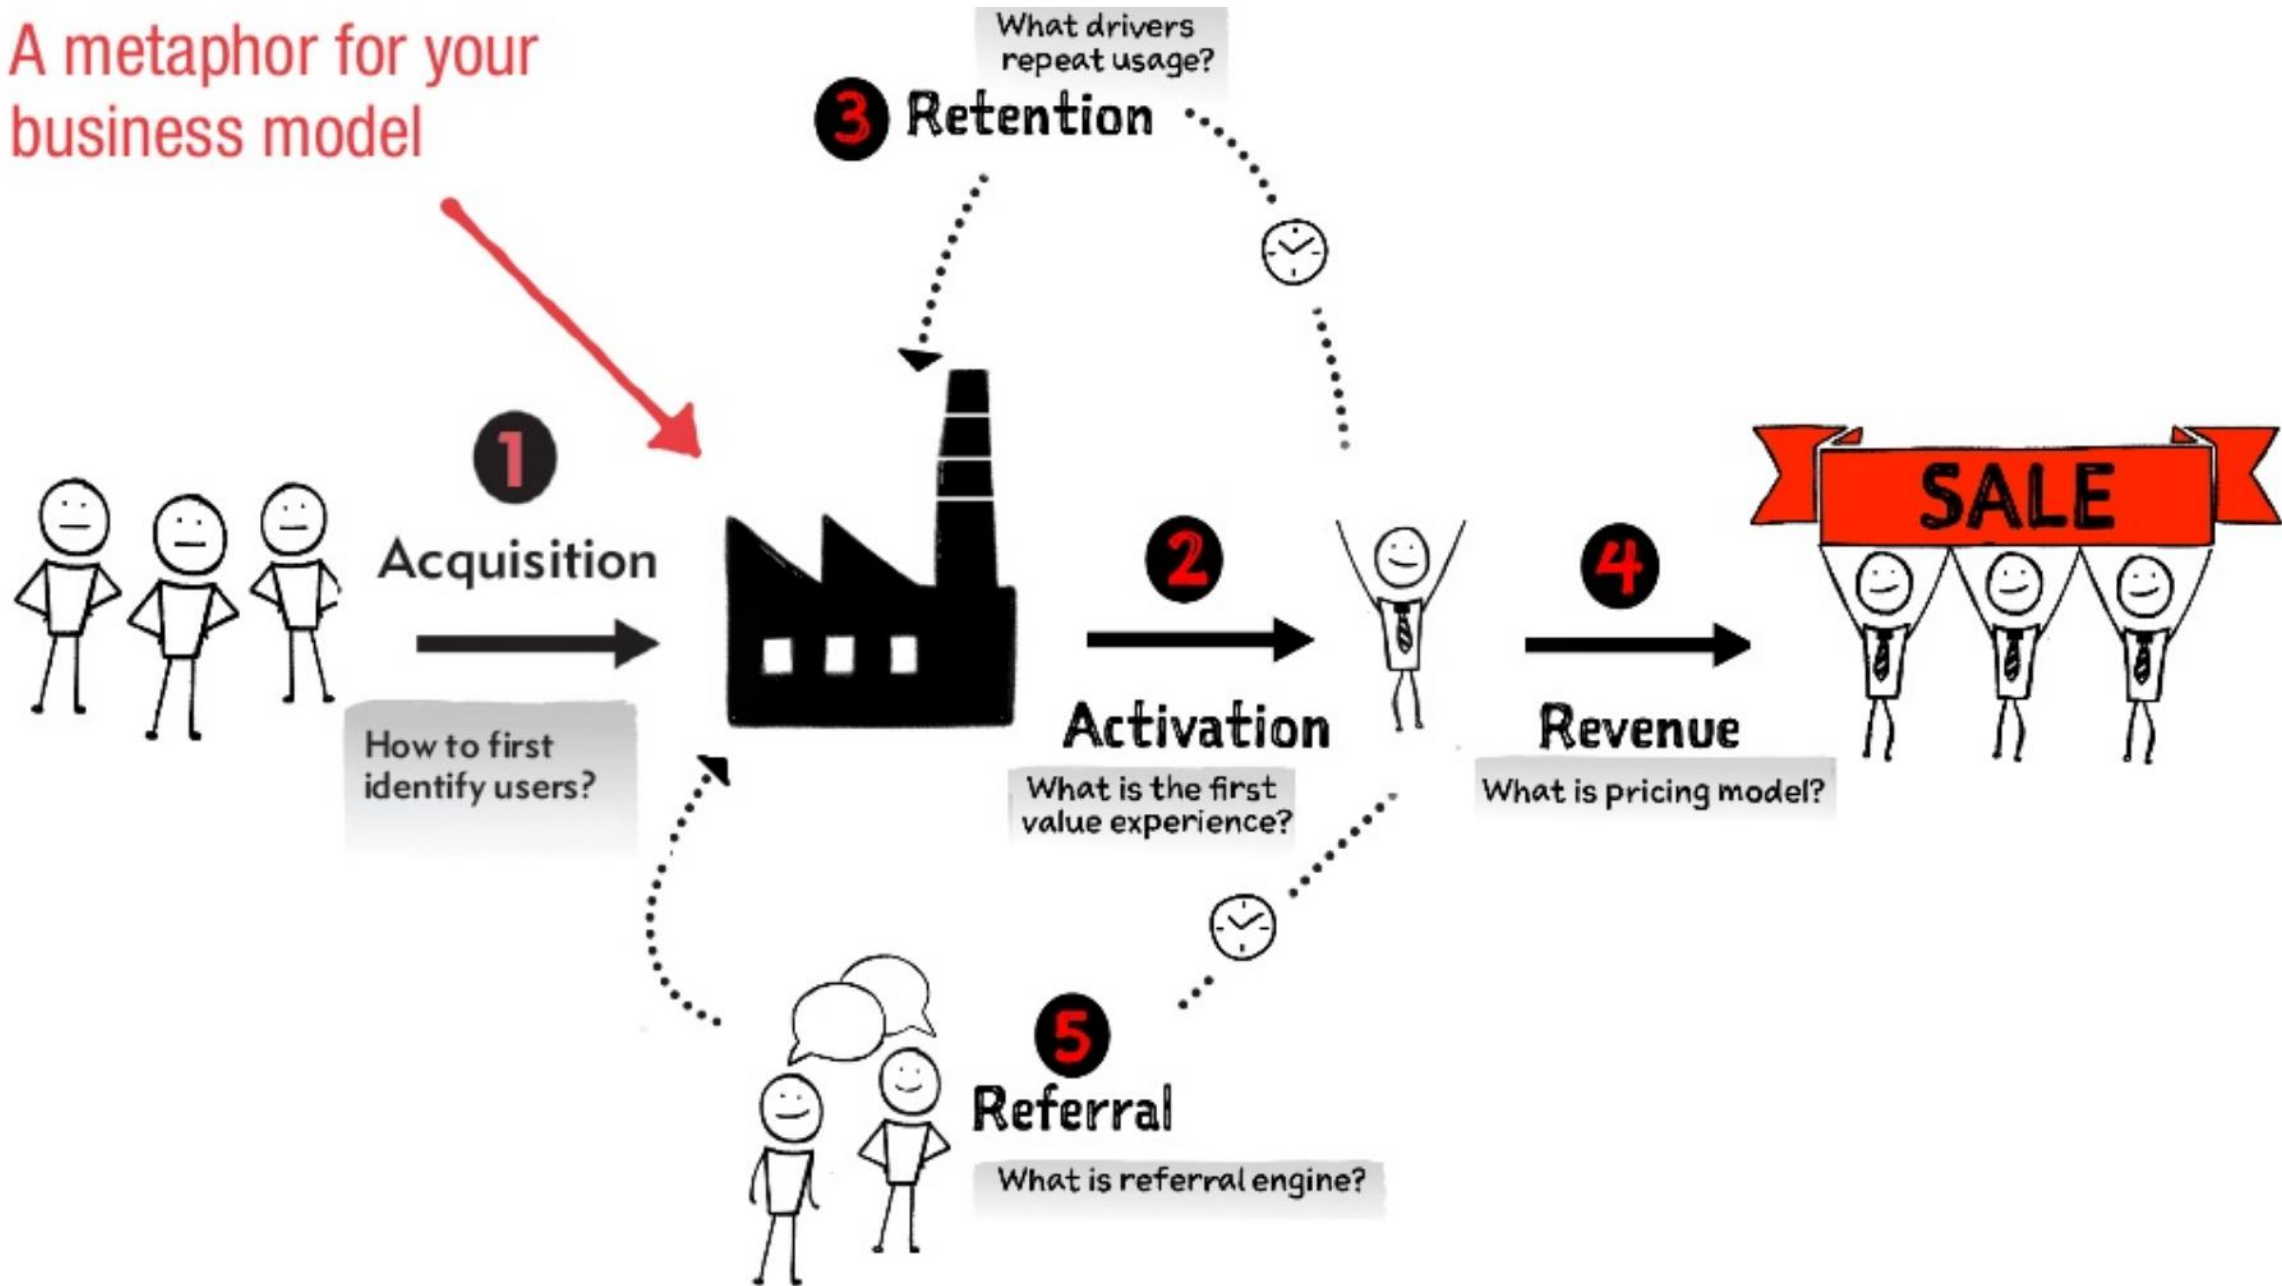 A metaphor for your
business model
What drivers
repeat usage?
3 Retention
1
Acquisition
How to first
identify users?
2
Activation
What is the first
value experience?
4
Revenue
What is pricing model?
SALE
5
Referral
What is referral engine?